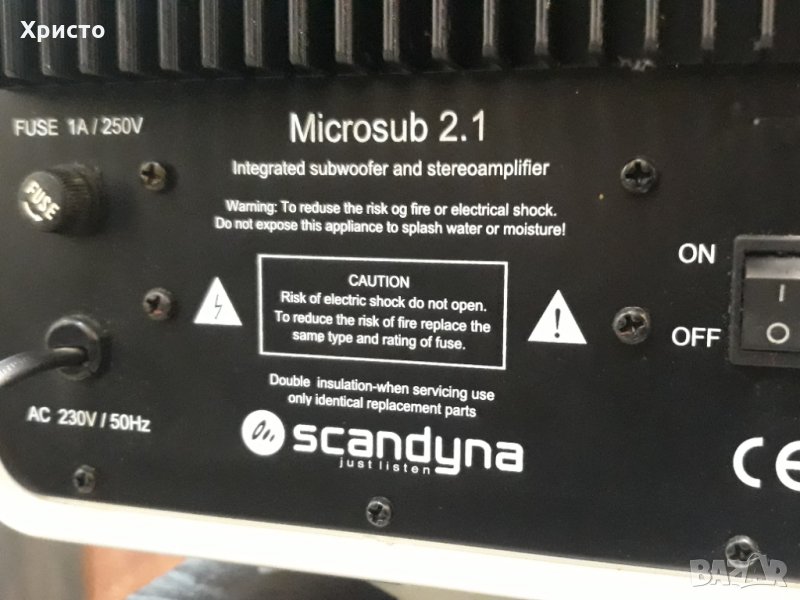 Христо
FUSE 1A / 250V
Microsub 2.1
Integrated subwoofer and stereoamplifier
FUSE
Warning: To reduse the risk og fire or electrical shock.
Do not expose this appliance to splash water or moisture!
ON
CAUTION
Risk of electric shock do not open.
To reduce the risk of fire replace the
same type and rating of fuse.
OFF
Double insulation-when servicing use
only identical replacement parts
AC 230V / 50Hz
scandyna
just listen
CE
BAZAR